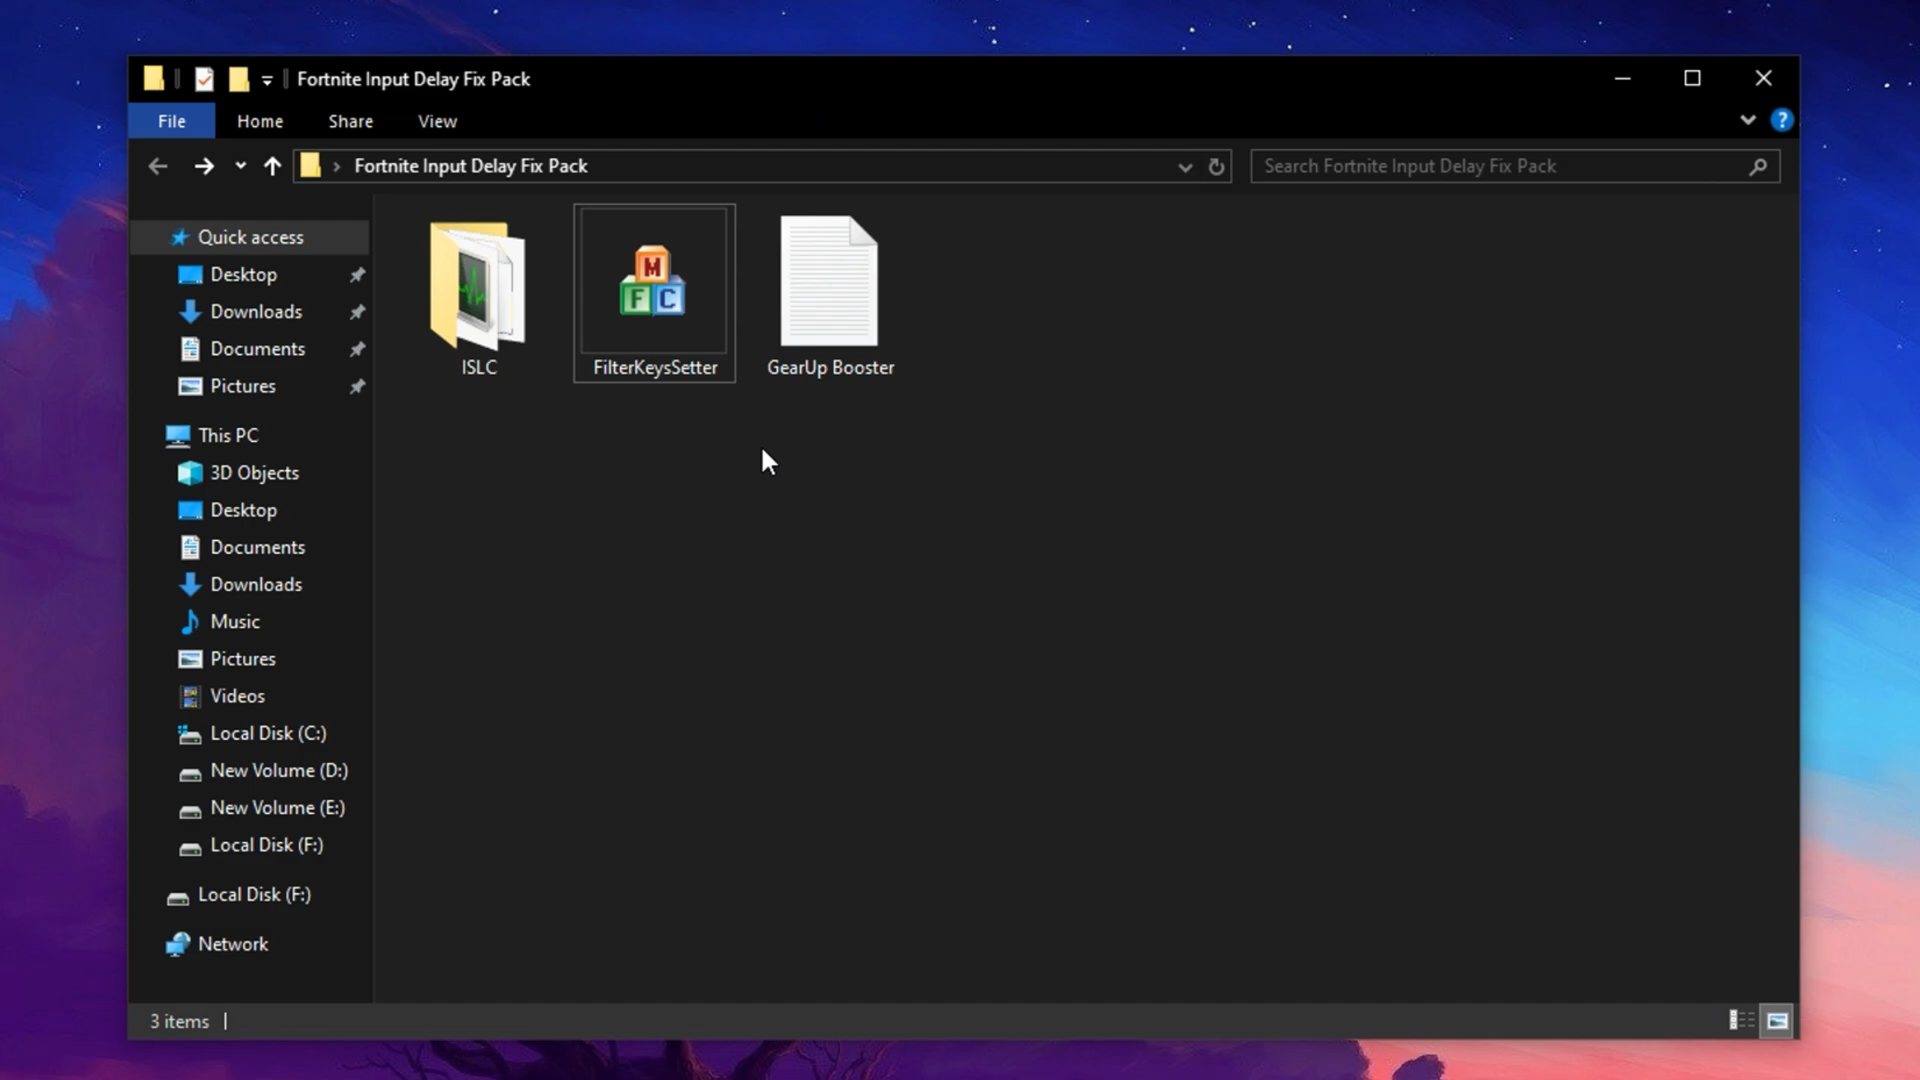 Fortnite Input Delay Fix Pack
File Home Share View
?
Fortnite Input Delay Fix Pack
Search Fortnite Input Delay Fix Pack
Quick access
Desktop
Downloads
Documents
Pictures
This PC
3D Objects
Desktop
Documents
Downloads
Music
Pictures
Videos
Local Disk (C:)
New Volume (D:)
New Volume (E:)
Local Disk (F:)
Local Disk (F:)
Network
M
F C
ISLC FilterKeysSetter GearUp Booster
3 items